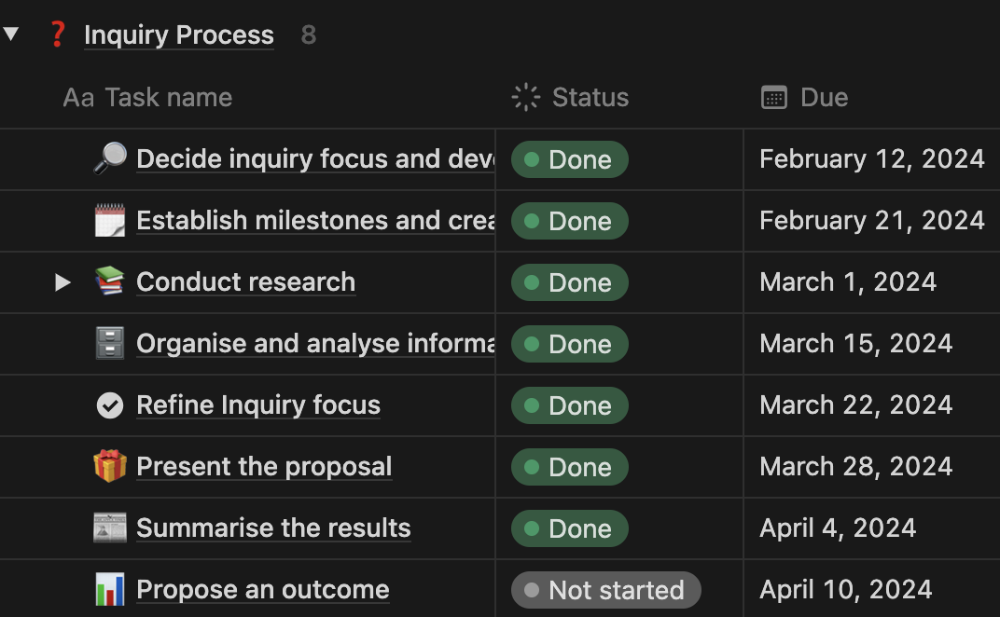 Inquiry Process 8
Aa Task name Status Due
Decide inquiry focus and dev Done February 12, 2024
Establish milestones and crea Done February 21, 2024
Conduct research Done March 1, 2024
Organise and analyse informa Done March 15, 2024
Refine Inquiry focus Done March 22, 2024
Present the proposal Done March 28, 2024
Summarise the results Done April 4, 2024
Propose an outcome Not started April 10, 2024